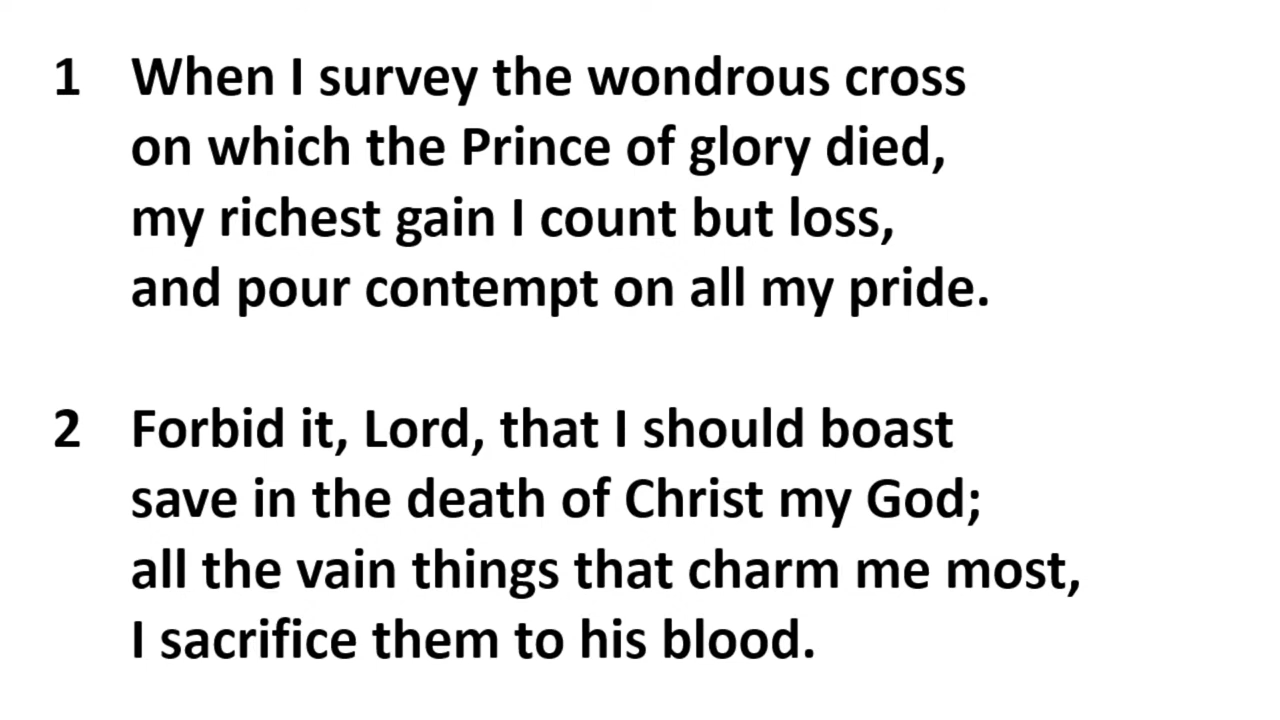 1 When I survey the wondrous cross
on which the Prince of glory died,
my richest gain I count but loss,
and pour contempt on all my pride.
2 Forbid it, Lord, that I should boast
save in the death of Christ my God;
all the vain things that charm me most,
I sacrifice them to his blood.